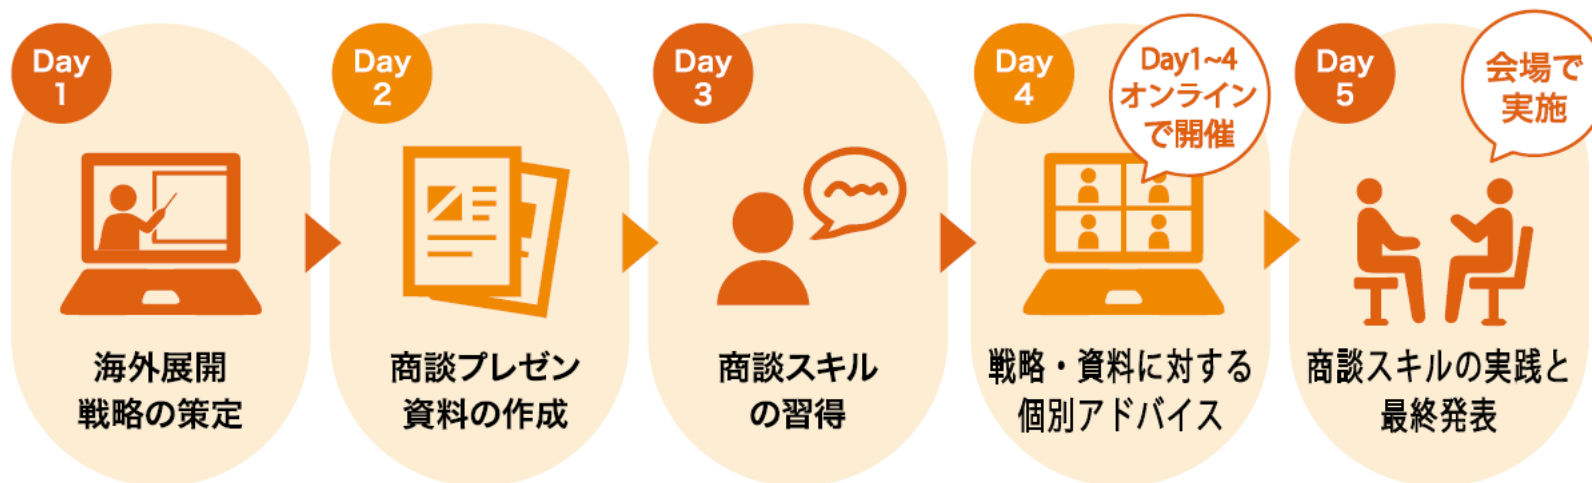 Day
1
海外展開
戦略の策定
Day
2
商談プレゼン
資料の作成
Day
3
商談スキル
の習得
Day
4
Day1~4
オンライン
で開催
戦略・資料に対する
個別アドバイス
Day
5
会場で
実施
商談スキルの実践と
最終発表